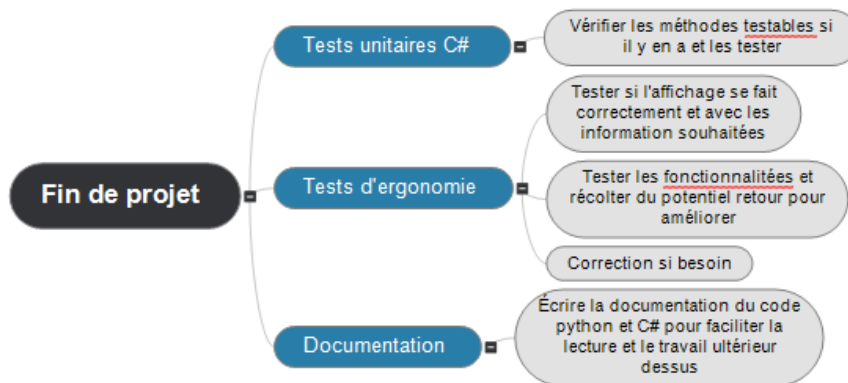 Fin de projet
Tests unitaires C#
Vérifier les méthodes testables si
il y en a et les tester
Tests d'ergonomie
Tester si l'affichage se fait
correctement et avec les
information souhaitées
Tester les fonctionnalitées et
récolter du potentiel retour pour
améliorer
Correction si besoin
Documentation
Écrire la documentation du code
python et C# pour faciliter la
lecture et le travail ultérieur
dessus